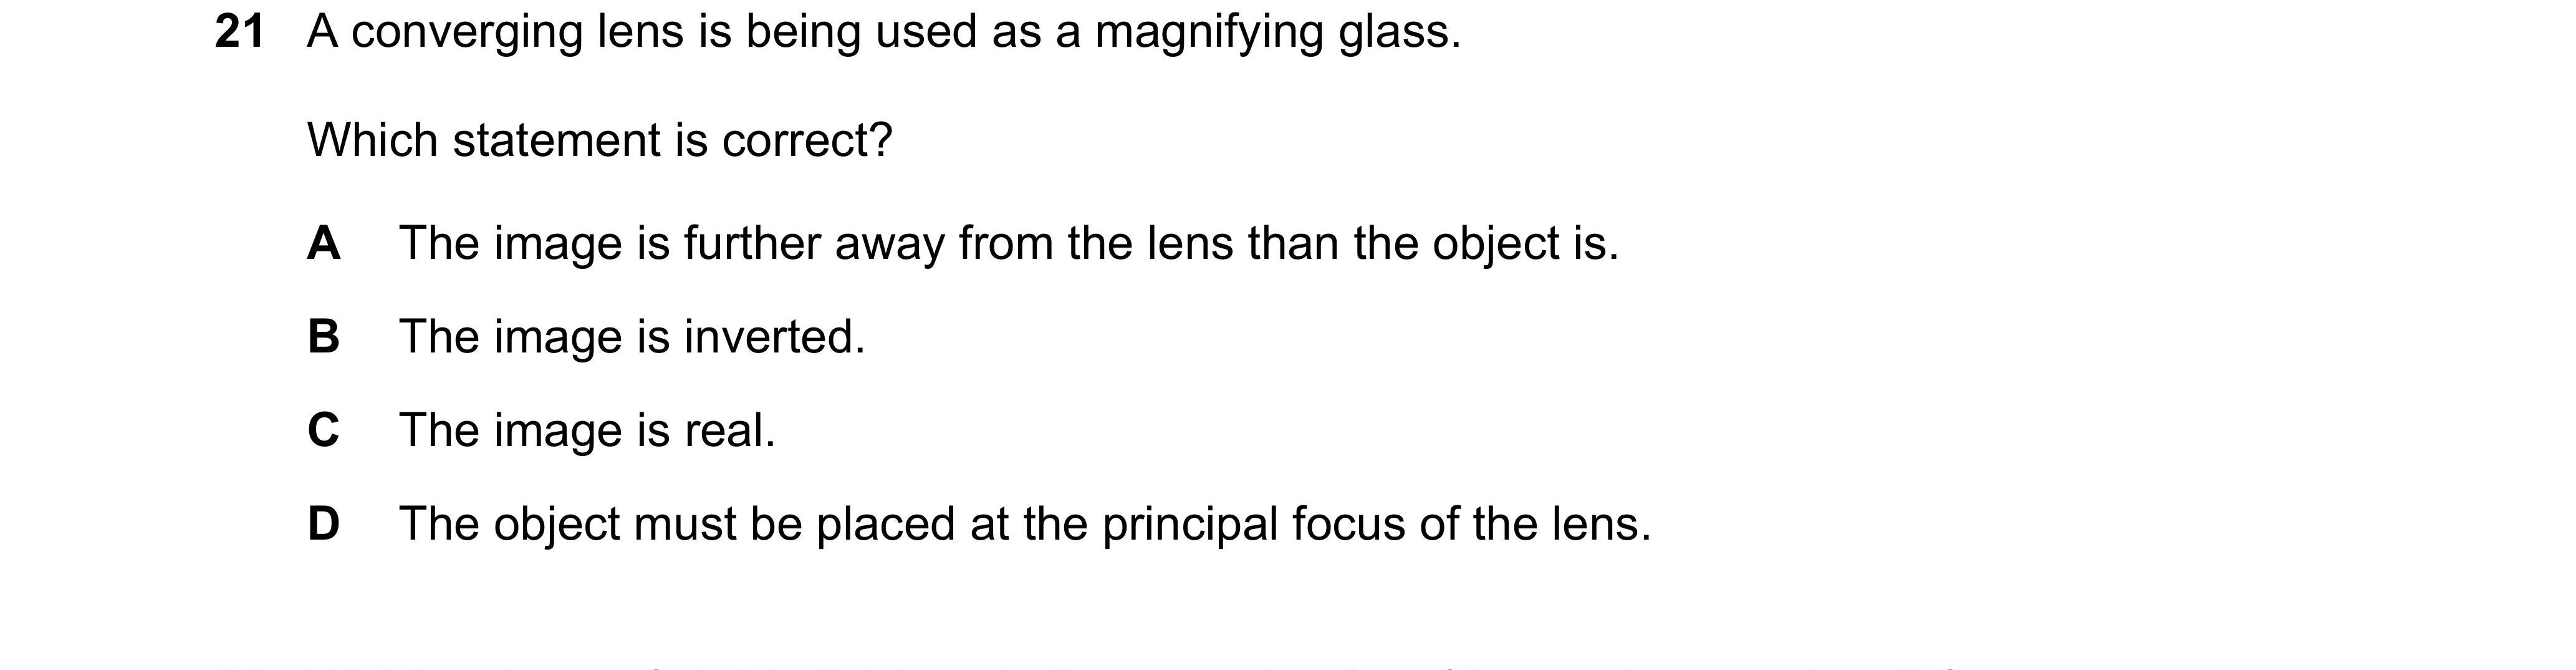 21 A converging lens is being used as a magnifying glass.
Which statement is correct?
A The image is further away from the lens than the object is.
B The image is inverted.
C The image is real.
D The object must be placed at the principal focus of the lens.